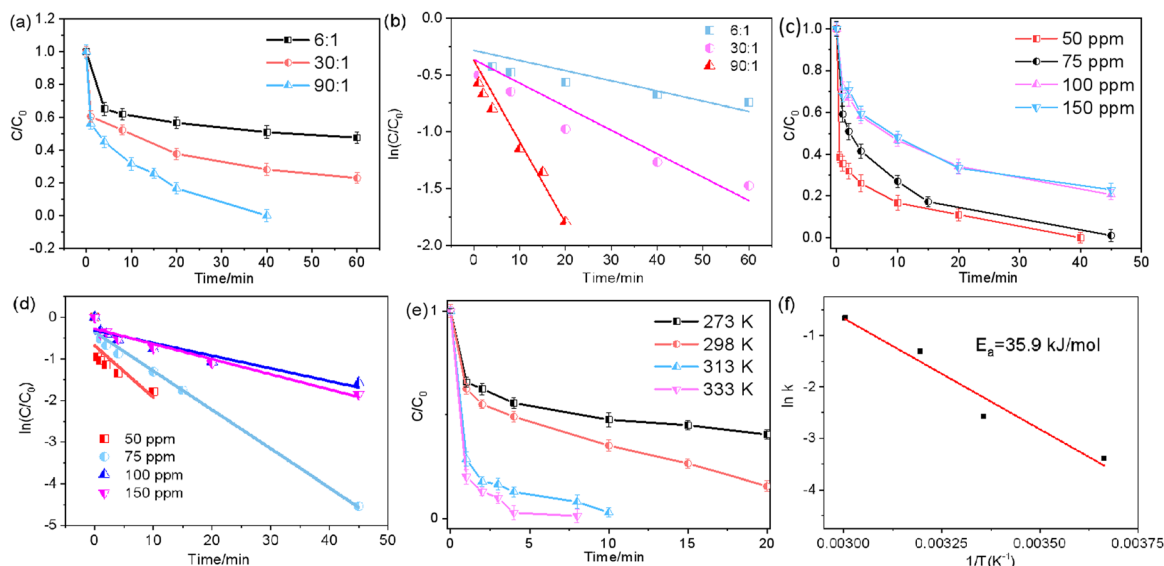 (a)
1.2
1.0
0.8
0.6
0.4
0.2
0.0
-0.2
C/C0
0 10 20 30 40 50 60
Time/min
6:1
30:1
90:1
(b)
-0.0
-0.5
-1.0
-1.5
-2.0
ln(C/C0)
0 10 20 30 40 50 60
Time/min
6:1
30:1
90:1
(c)
1.0
0.8
0.6
0.4
0.2
0.0
C/C0
0 10 20 30 40 50
Time/min
50 ppm
75 ppm
100 ppm
150 ppm
(d)
-0
-1
-2
-3
-4
-5
ln(C/C0)
0 10 20 30 40 50
Time/min
50 ppm
75 ppm
100 ppm
150 ppm
(e)
1
0
C/C0
0 5 10 15 20
Time/min
273 K
298 K
313 K
333 K
(f)
-1
-2
-3
-4
ln k
0.00300 0.00325 0.00350 0.00375
1/T(K⁻¹)
Ea=35.9 kJ/mol